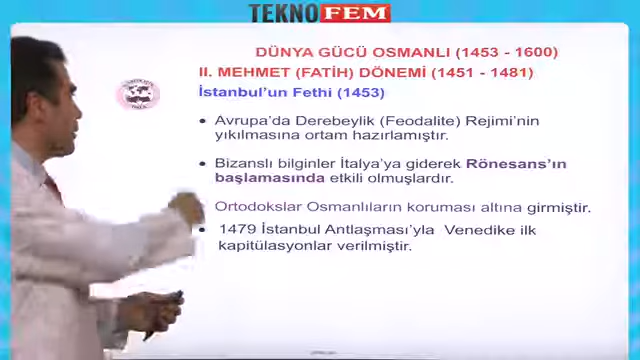 TEKNOFEM
DÜNYA GÜCÜ OSMANLI (1453 - 1600)
II. MEHMET (FATİH) DÖNEMİ (1451 - 1481)
İstanbul'un Fethi (1453)
• Avrupa'da Derebeylik (Feodalite) Rejimi'nin
yıkılmasına ortam hazırlamıştır.
• Bizanslı bilginler İtalya'ya giderek Rönesans'ın
başlamasında etkili olmuşlardır.
Ortodokslar Osmanlıların koruması altına girmiştir.
• 1479 İstanbul Antlaşması'yla Venedike ilk
kapitülasyonlar verilmiştir.